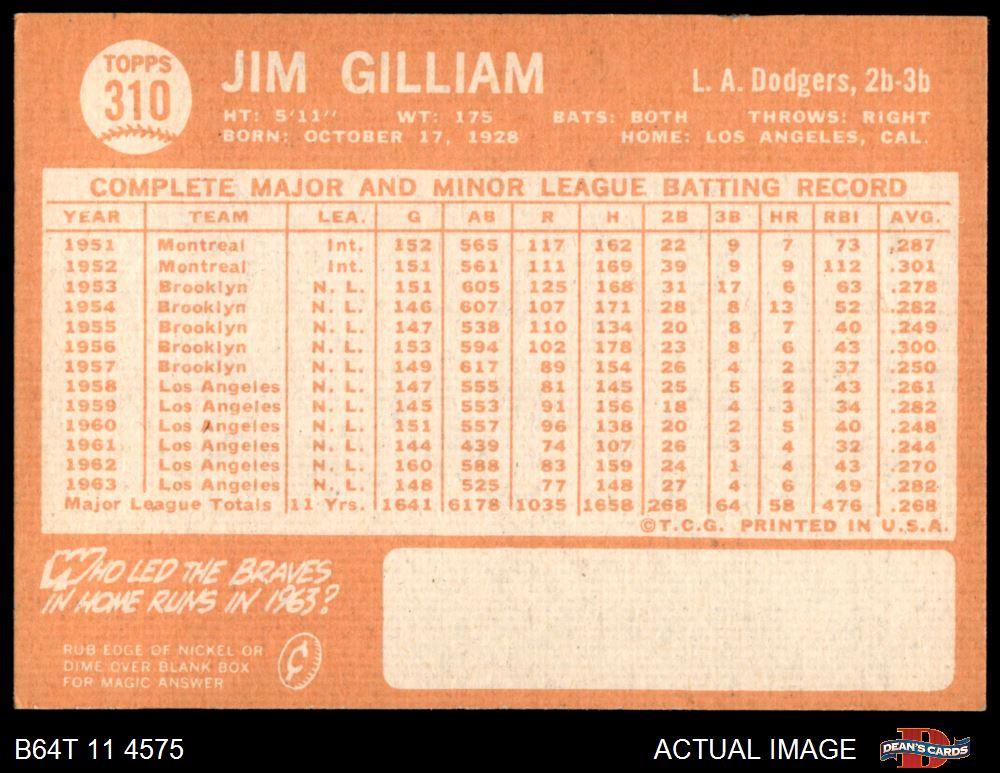 TOPPS
310
JIM GILLIAM
L. A. Dodgers, 2b-3b
HT: 5'11" WT: 175 BATS: BOTH THROWS: RIGHT
BORN: OCTOBER 17, 1928 HOME: LOS ANGELES, CAL.
COMPLETE MAJOR AND MINOR LEAGUE BATTING RECORD
YEAR TEAM LEA. G AB R H 2B 3B HR RBI AVG.
1951 Montreal Int. 152 565 117 162 22 9 7 73 .287
1952 Montreal Int. 151 561 111 169 39 9 9 112 .301
1953 Brooklyn N. L. 151 605 125 168 31 17 6 63 .278
1954 Brooklyn N. L. 146 607 107 171 28 8 13 52 .282
1955 Brooklyn N. L. 147 538 110 134 20 8 7 40 .249
1956 Brooklyn N. L. 153 594 102 178 23 8 6 43 .300
1957 Brooklyn N. L. 149 617 89 154 26 4 2 37 .250
1958 Los Angeles N. L. 147 555 81 145 25 5 2 43 .261
1959 Los Angeles N. L. 145 553 91 156 18 4 3 34 .282
1960 Los Angeles N. L. 151 557 96 138 20 2 5 40 .248
1961 Los Angeles N. L. 144 439 74 107 26 3 4 32 .244
1962 Los Angeles N. L. 160 588 83 159 24 1 4 43 .270
1963 Los Angeles N. L. 148 525 77 148 27 4 6 49 .282
Major League Totals 11 Yrs. 1641 6178 1035 1658 268 64 58 476 .268
©T.C.G. PRINTED IN U.S.A.
WHO LED THE BRAVES
IN HOME RUNS IN 1963?
RUB EDGE OF NICKEL OR
DIME OVER BLANK BOX
FOR MAGIC ANSWER
¢
B64T 11 4575
ACTUAL IMAGE
DEAN'S CARDS